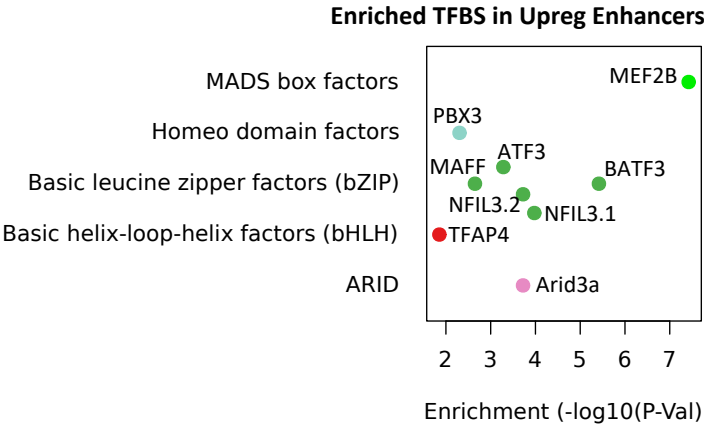 Enriched TFBS in Upreg Enhancers
MADS box factors
MEF2B
PBX3
Homeo domain factors
ATF3
MAFF
BATF3
Basic leucine zipper factors (bZIP)
NFIL3.2
NFIL3.1
Basic helix-loop-helix factors (bHLH)
TFAP4
ARID
Arid3a
2 3 4 5 6 7
Enrichment (-log10(P-Val)